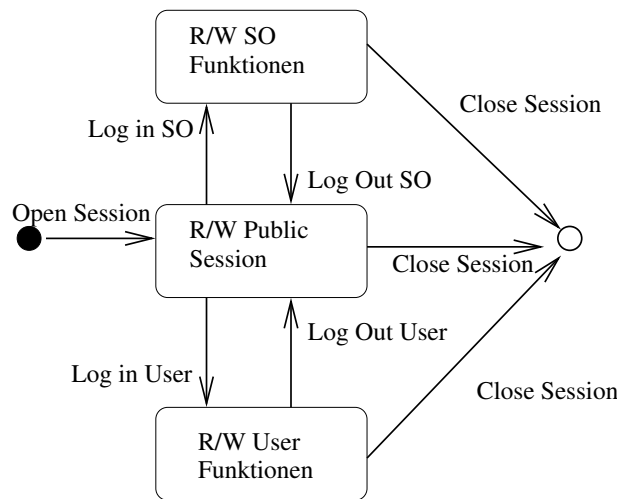 R/W SO
Funktionen
Close Session
Log in SO
Log Out SO
Open Session
R/W Public
Session
Close Session
Log Out User
Log in User
Close Session
R/W User
Funktionen